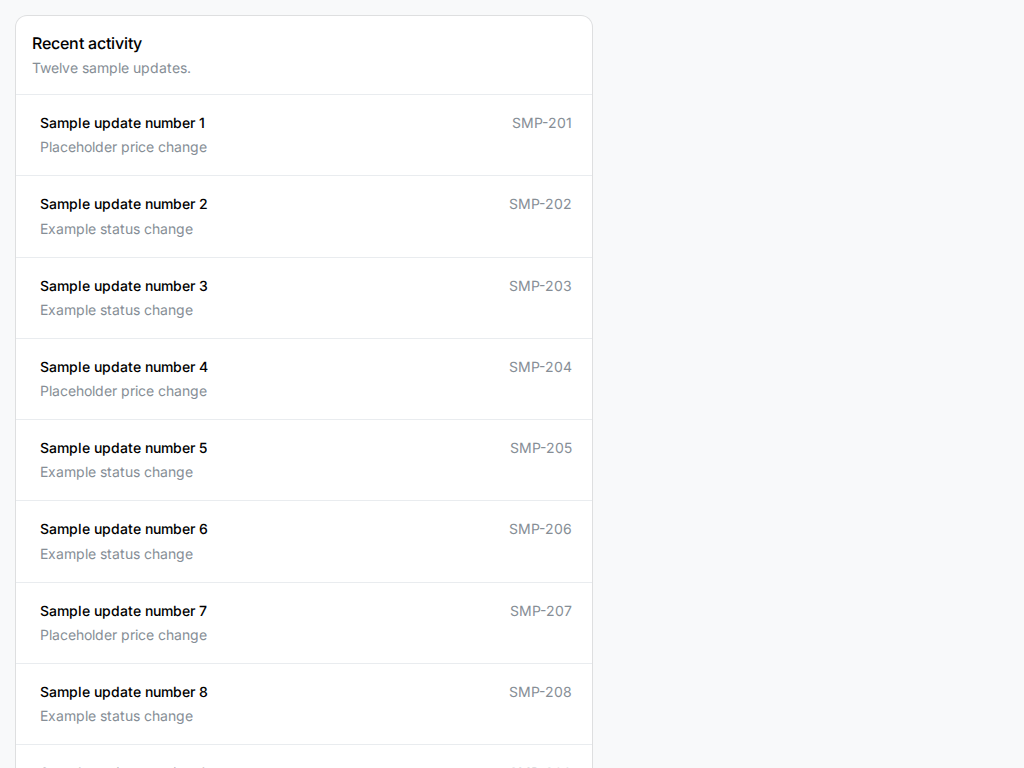 Recent activity
Twelve sample updates.
Sample update number 1 SMP-201
Placeholder price change
Sample update number 2 SMP-202
Example status change
Sample update number 3 SMP-203
Example status change
Sample update number 4 SMP-204
Placeholder price change
Sample update number 5 SMP-205
Example status change
Sample update number 6 SMP-206
Example status change
Sample update number 7 SMP-207
Placeholder price change
Sample update number 8 SMP-208
Example status change